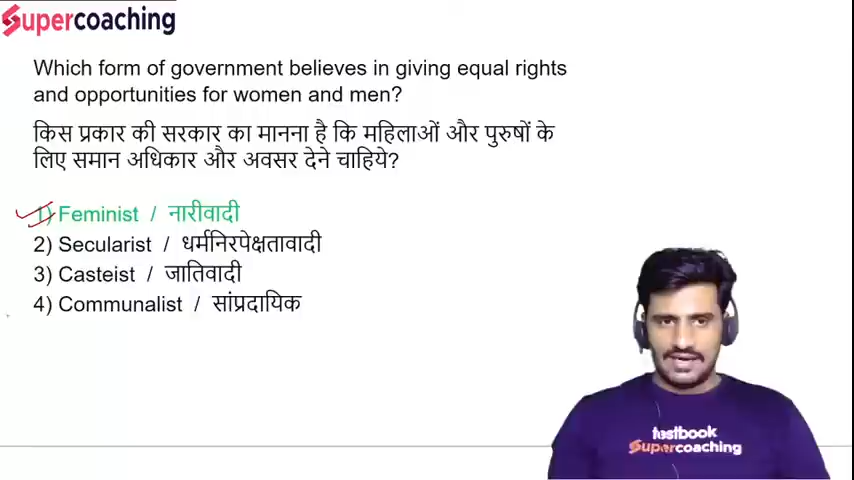 Supercoaching
Which form of government believes in giving equal rights
and opportunities for women and men?
किस प्रकार की सरकार का मानना है कि महिलाओं और पुरुषों के
लिए समान अधिकार और अवसर देने चाहिये?
1) Feminist / नारीवादी
2) Secularist / धर्मनिरपेक्षतावादी
3) Casteist / जातिवादी
4) Communalist / सांप्रदायिक
testbook
Supercoaching